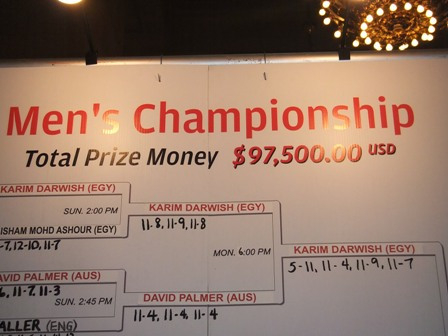 Men's Championship
Total Prize Money $97,500.00 USD
KARIM DARWISH (EGY)
SUN. 2:00 PM
KARIM DARWISH (EGY)
11-8, 11-9, 11-8
ISHAM MOHD ASHOUR (EGY)
-7, 12-10, 11-7
MON. 6:00 PM
KARIM DARWISH (EGY)
5-11, 11-4, 11-9, 11-7
AVID PALMER (AUS)
11-7, 11-3
SUN. 2:45 PM
DAVID PALMER (AUS)
11-4, 11-8, 11-4
ALLER (ENG)